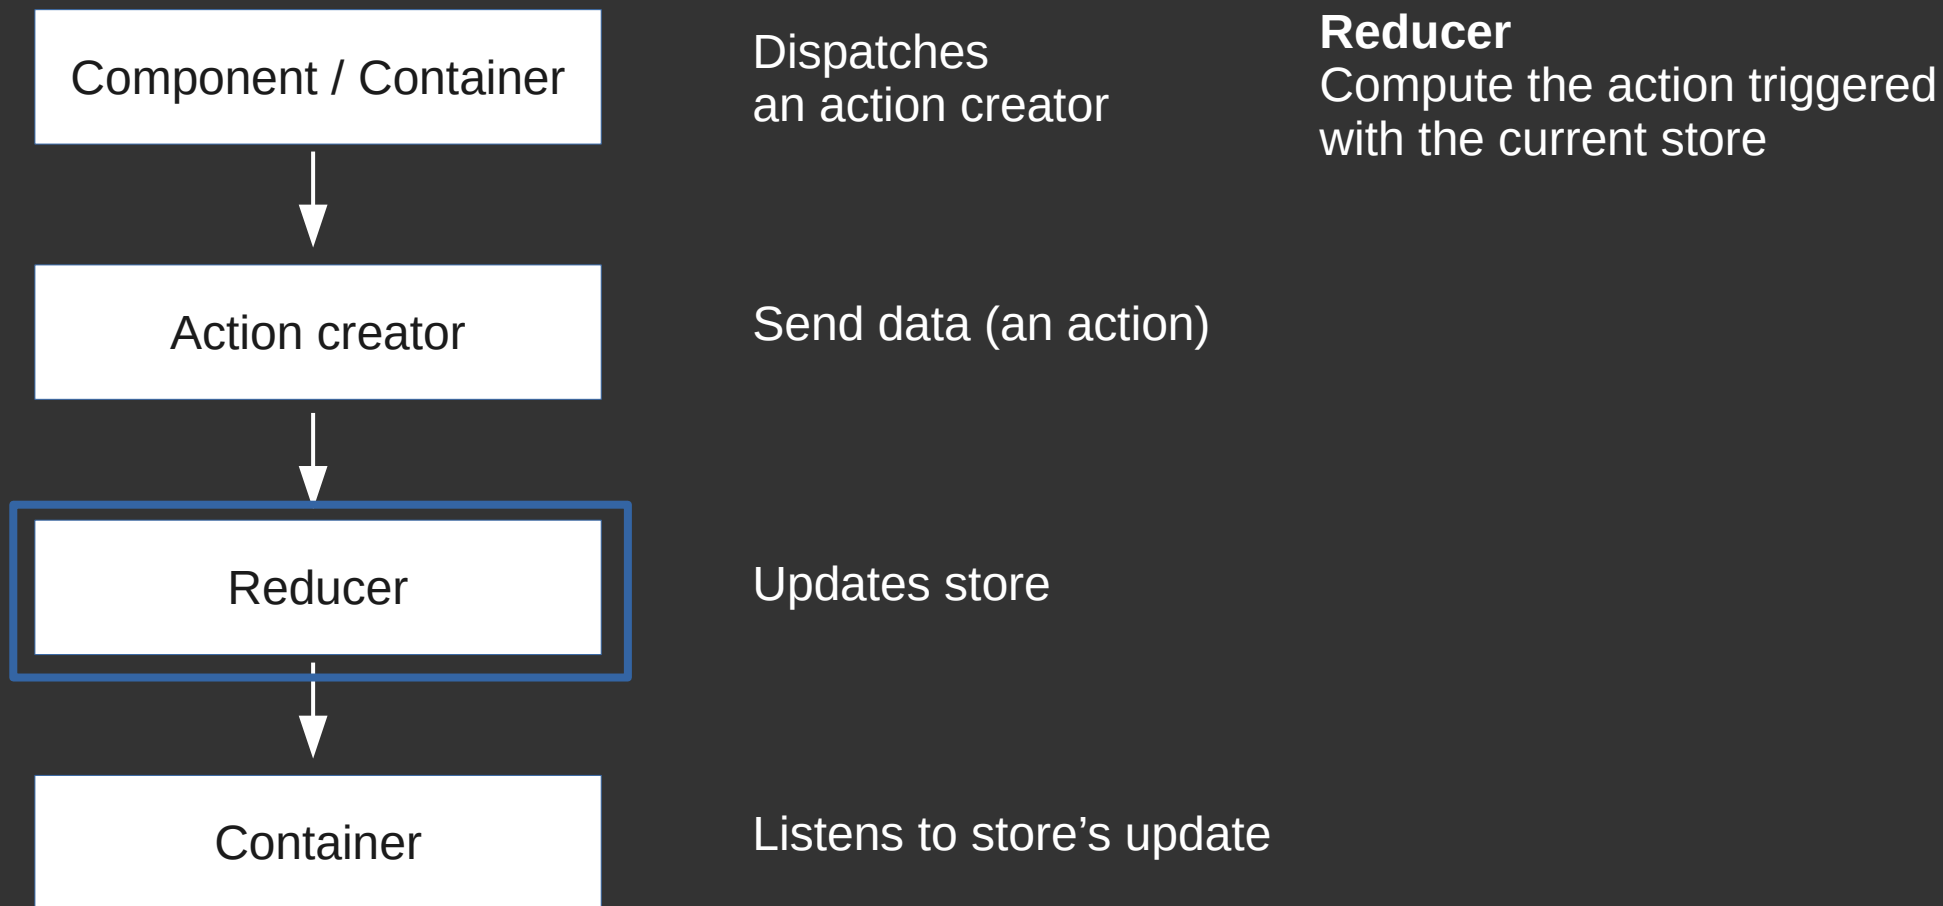 Component / Container
Dispatches
an action creator
Reducer
Compute the action triggered
with the current store
Action creator
Send data (an action)
Reducer
Updates store
Container
Listens to store’s update